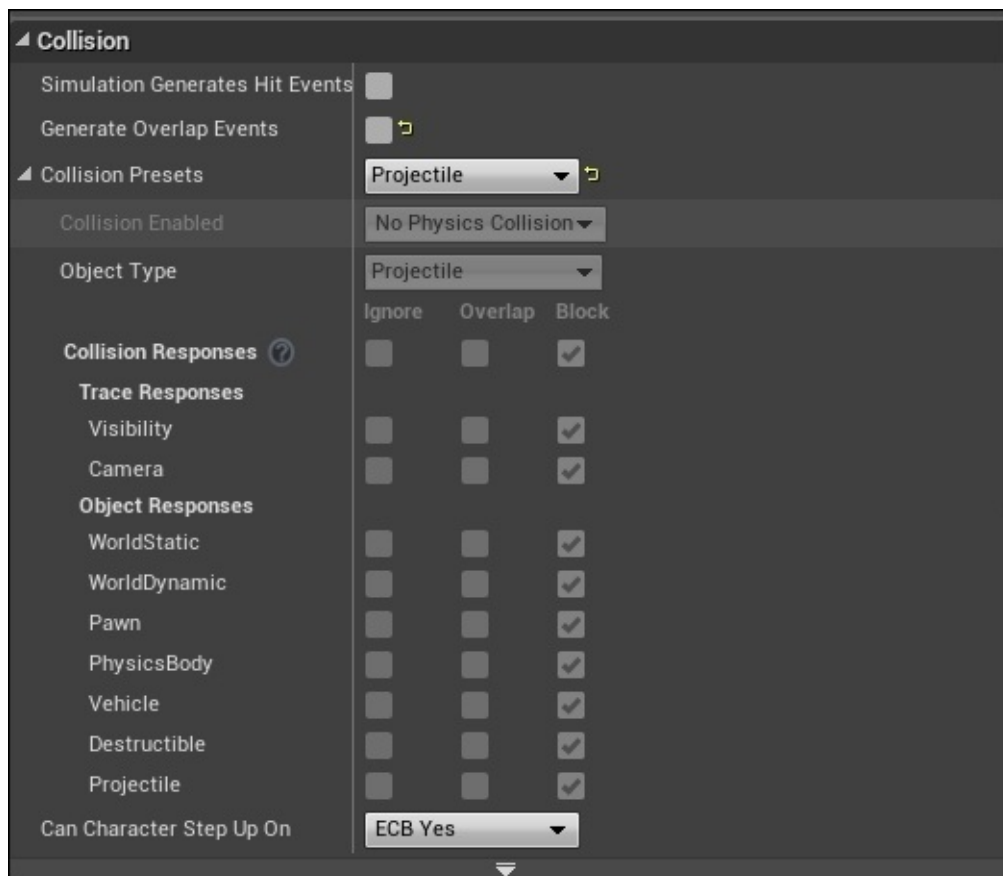 Collision
Simulation Generates Hit Events
Generate Overlap Events
Collision Presets Projectile
Collision Enabled No Physics Collision
Object Type Projectile
Ignore Overlap Block
Collision Responses ?
Trace Responses
Visibility
Camera
Object Responses
WorldStatic
WorldDynamic
Pawn
PhysicsBody
Vehicle
Destructible
Projectile
Can Character Step Up On ECB Yes